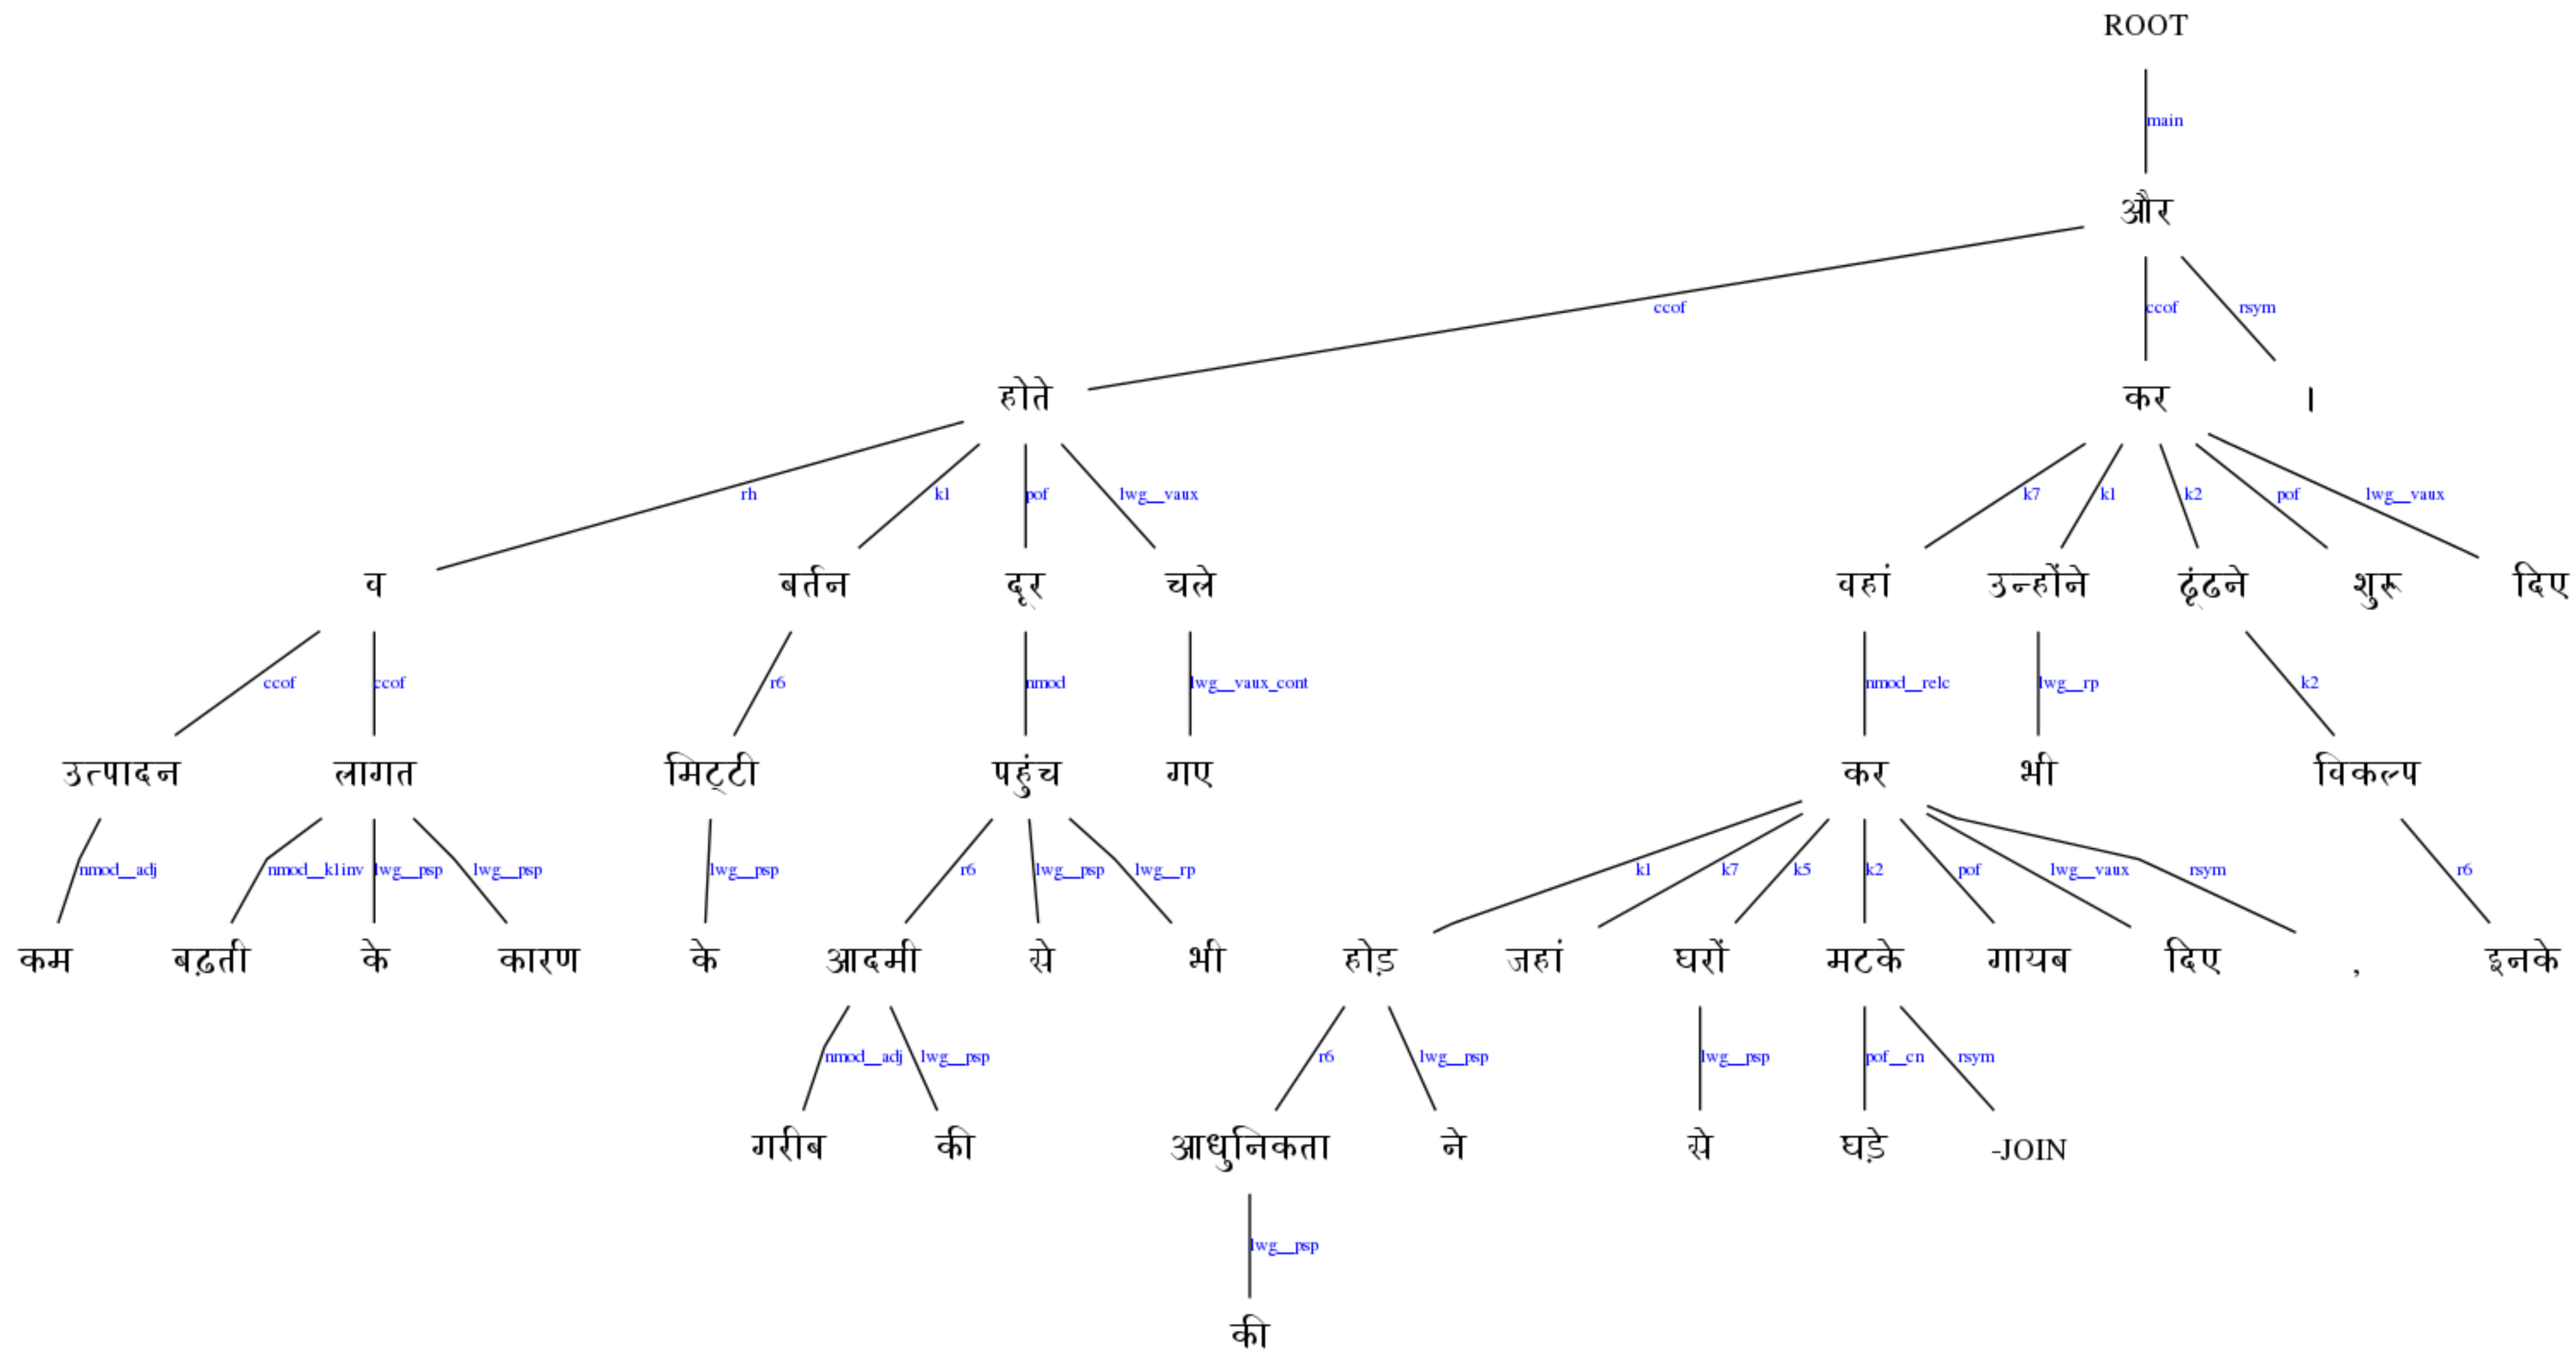 ROOT
main
और
ccof ccof rsym
होते कर ।
rh k1 pof lwg__vaux k7 k1 k2 pof lwg__vaux
व बर्तन दूर चले वहां उन्होंने ढूंढने शुरू दिए
ccof ccof r6 nmod lwg__vaux_cont nmod__relc lwg__rp k2
उत्पादन लागत मिट्टी पहुंच गए कर भी विकल्प
nmod__adj nmod__k1inv lwg__psp lwg__psp lwg__psp r6 lwg__psp lwg__rp k1 k7 k5 k2 pof lwg__vaux rsym r6
कम बढ़ती के कारण के आदमी से भी होड़ जहां घरों मटके गायब दिए , इनके
nmod__adj lwg__psp r6 lwg__psp lwg__psp pof__cn rsym
गरीब की आधुनिकता ने से घड़े -JOIN
lwg__psp
की